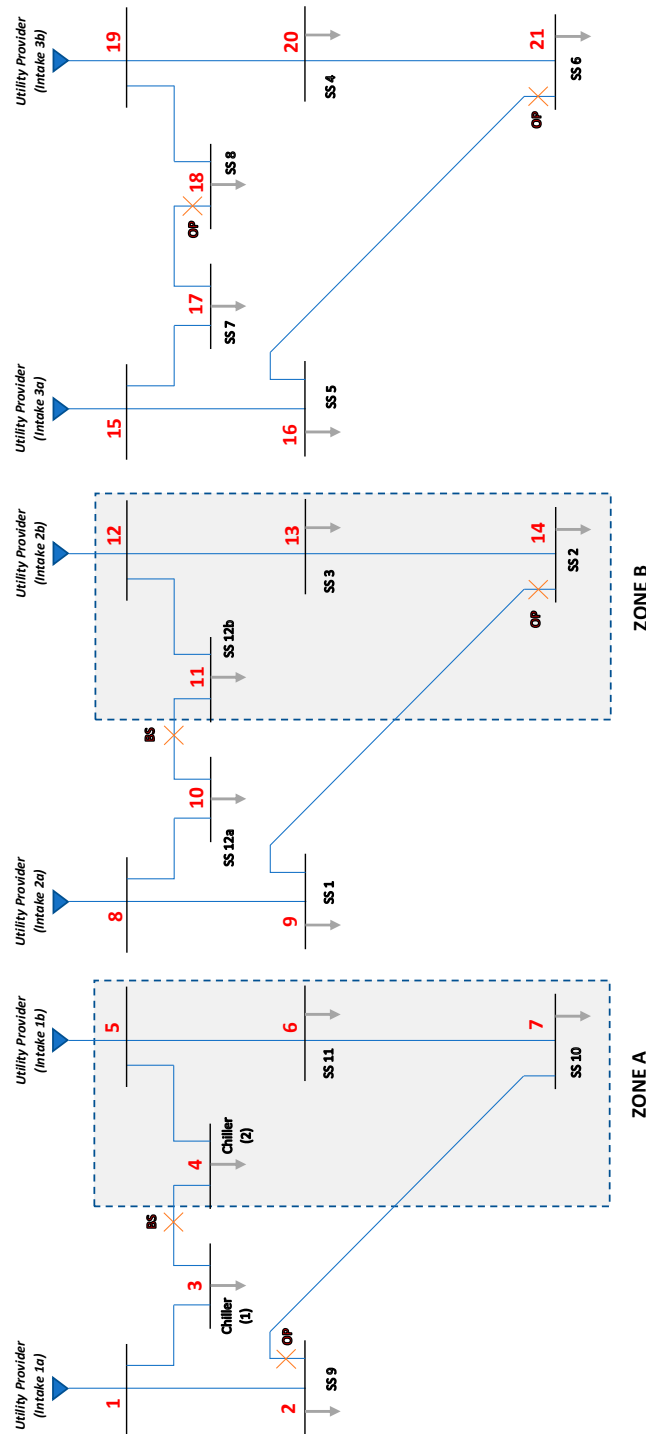 Utility Provider
(Intake 1a)
Utility Provider
(Intake 1b)
Utility Provider
(Intake 2a)
Utility Provider
(Intake 2b)
Utility Provider
(Intake 3a)
Utility Provider
(Intake 3b)
1
5
8
12
15
19
BS
BS
3
4
10
11
17
OP
18
Chiller
(1)
Chiller
(2)
SS 12a
SS 12b
SS 7
SS 8
2
OP
6
9
13
16
20
SS 9
SS 11
SS 1
SS 3
SS 5
SS 4
7
OP
14
OP
21
SS 10
SS 2
SS 6
ZONE A
ZONE B